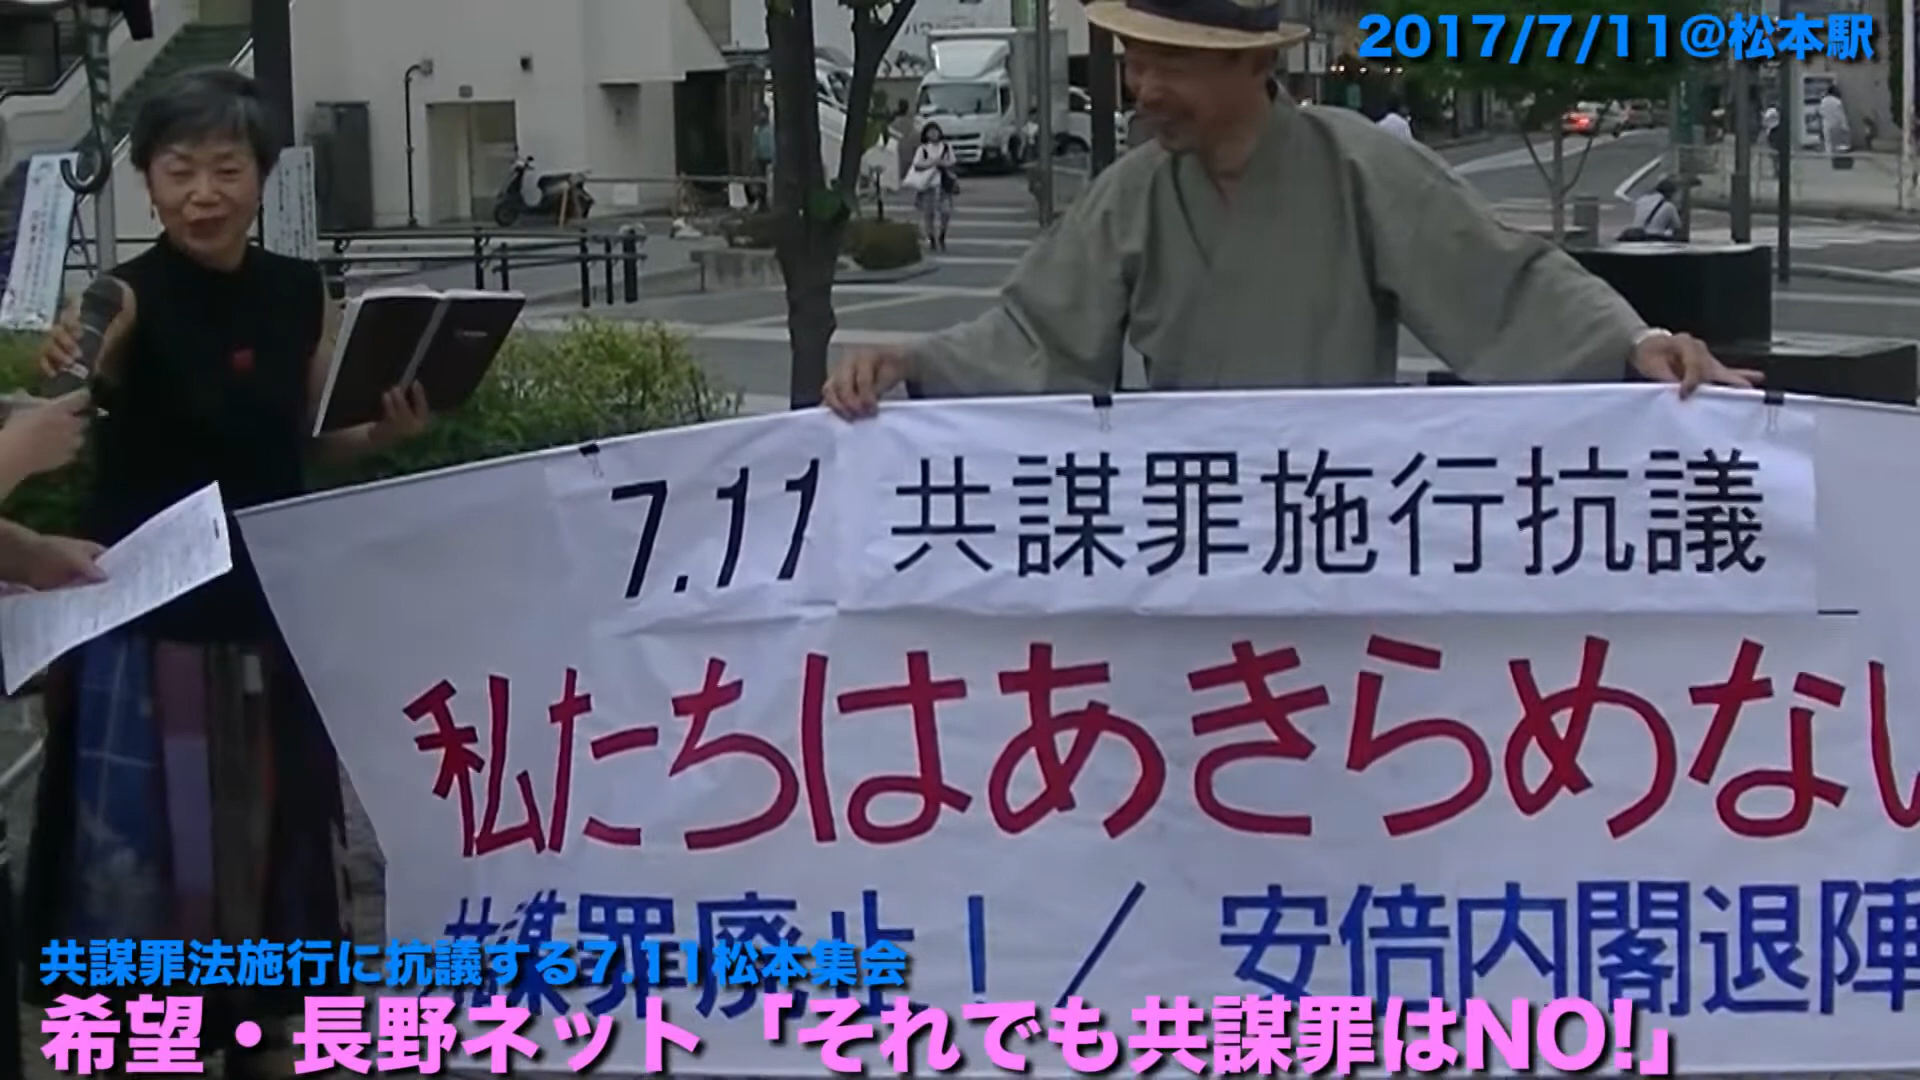 2017/7/11@松本駅
7.11 共謀罪施行抗議
私たちはあきらめない
共謀罪廃止!/安倍内閣退陣
共謀罪法施行に抗議する7.11松本集会
希望・長野ネット「それでも共謀罪はNO!」